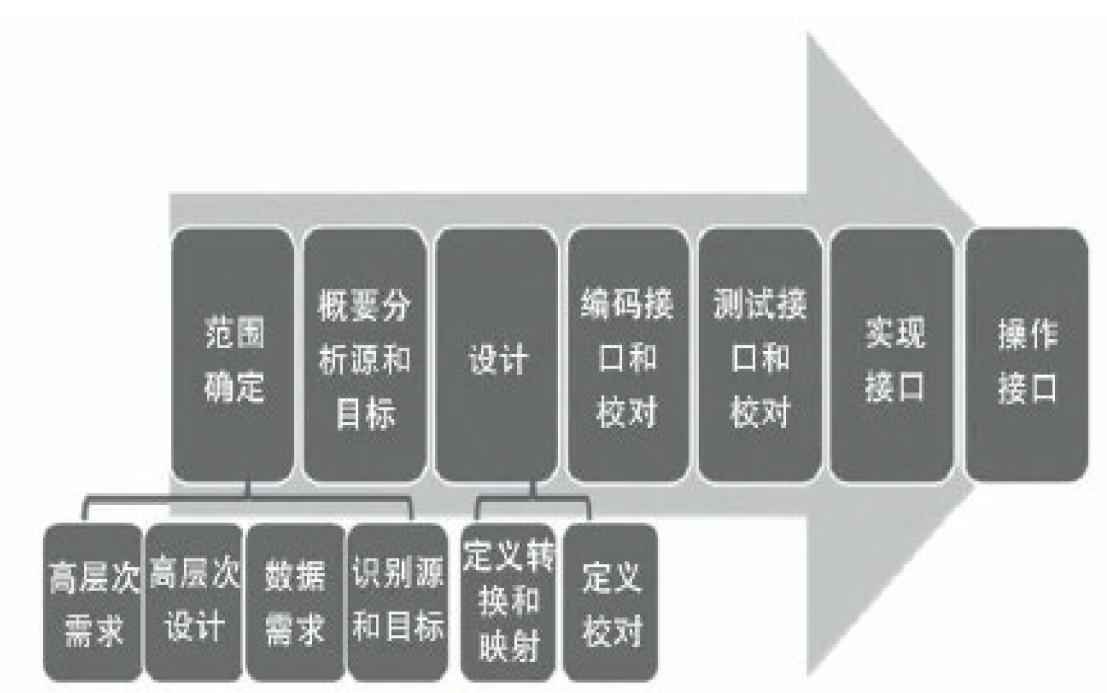 范围
确定
概要分
析源和
目标
设计
编码接
口和
校对
测试接
口和
校对
实现
接口
操作
接口
高层次
需求
高层次
设计
数据
需求
识别源
和目标
定义转
换和
映射
定义
校对